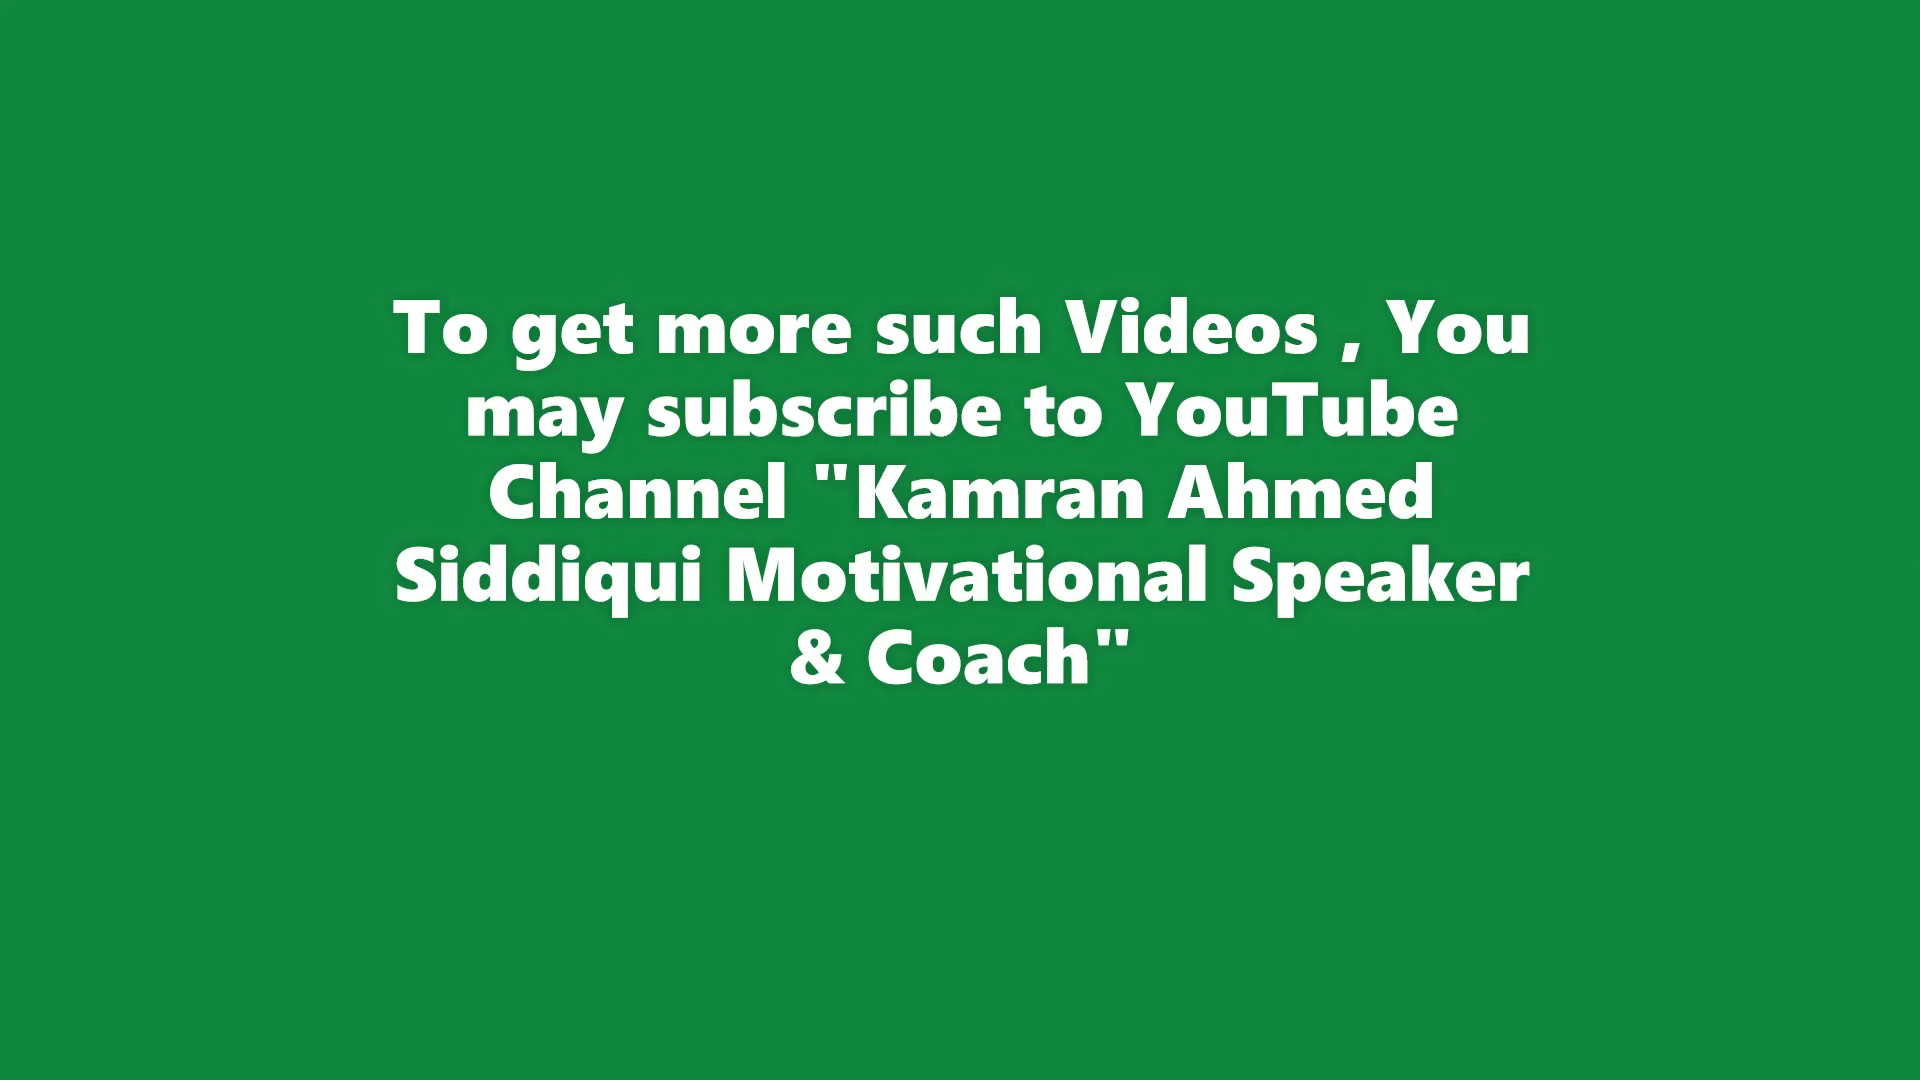 To get more such Videos , You
may subscribe to YouTube
Channel "Kamran Ahmed
Siddiqui Motivational Speaker
& Coach"